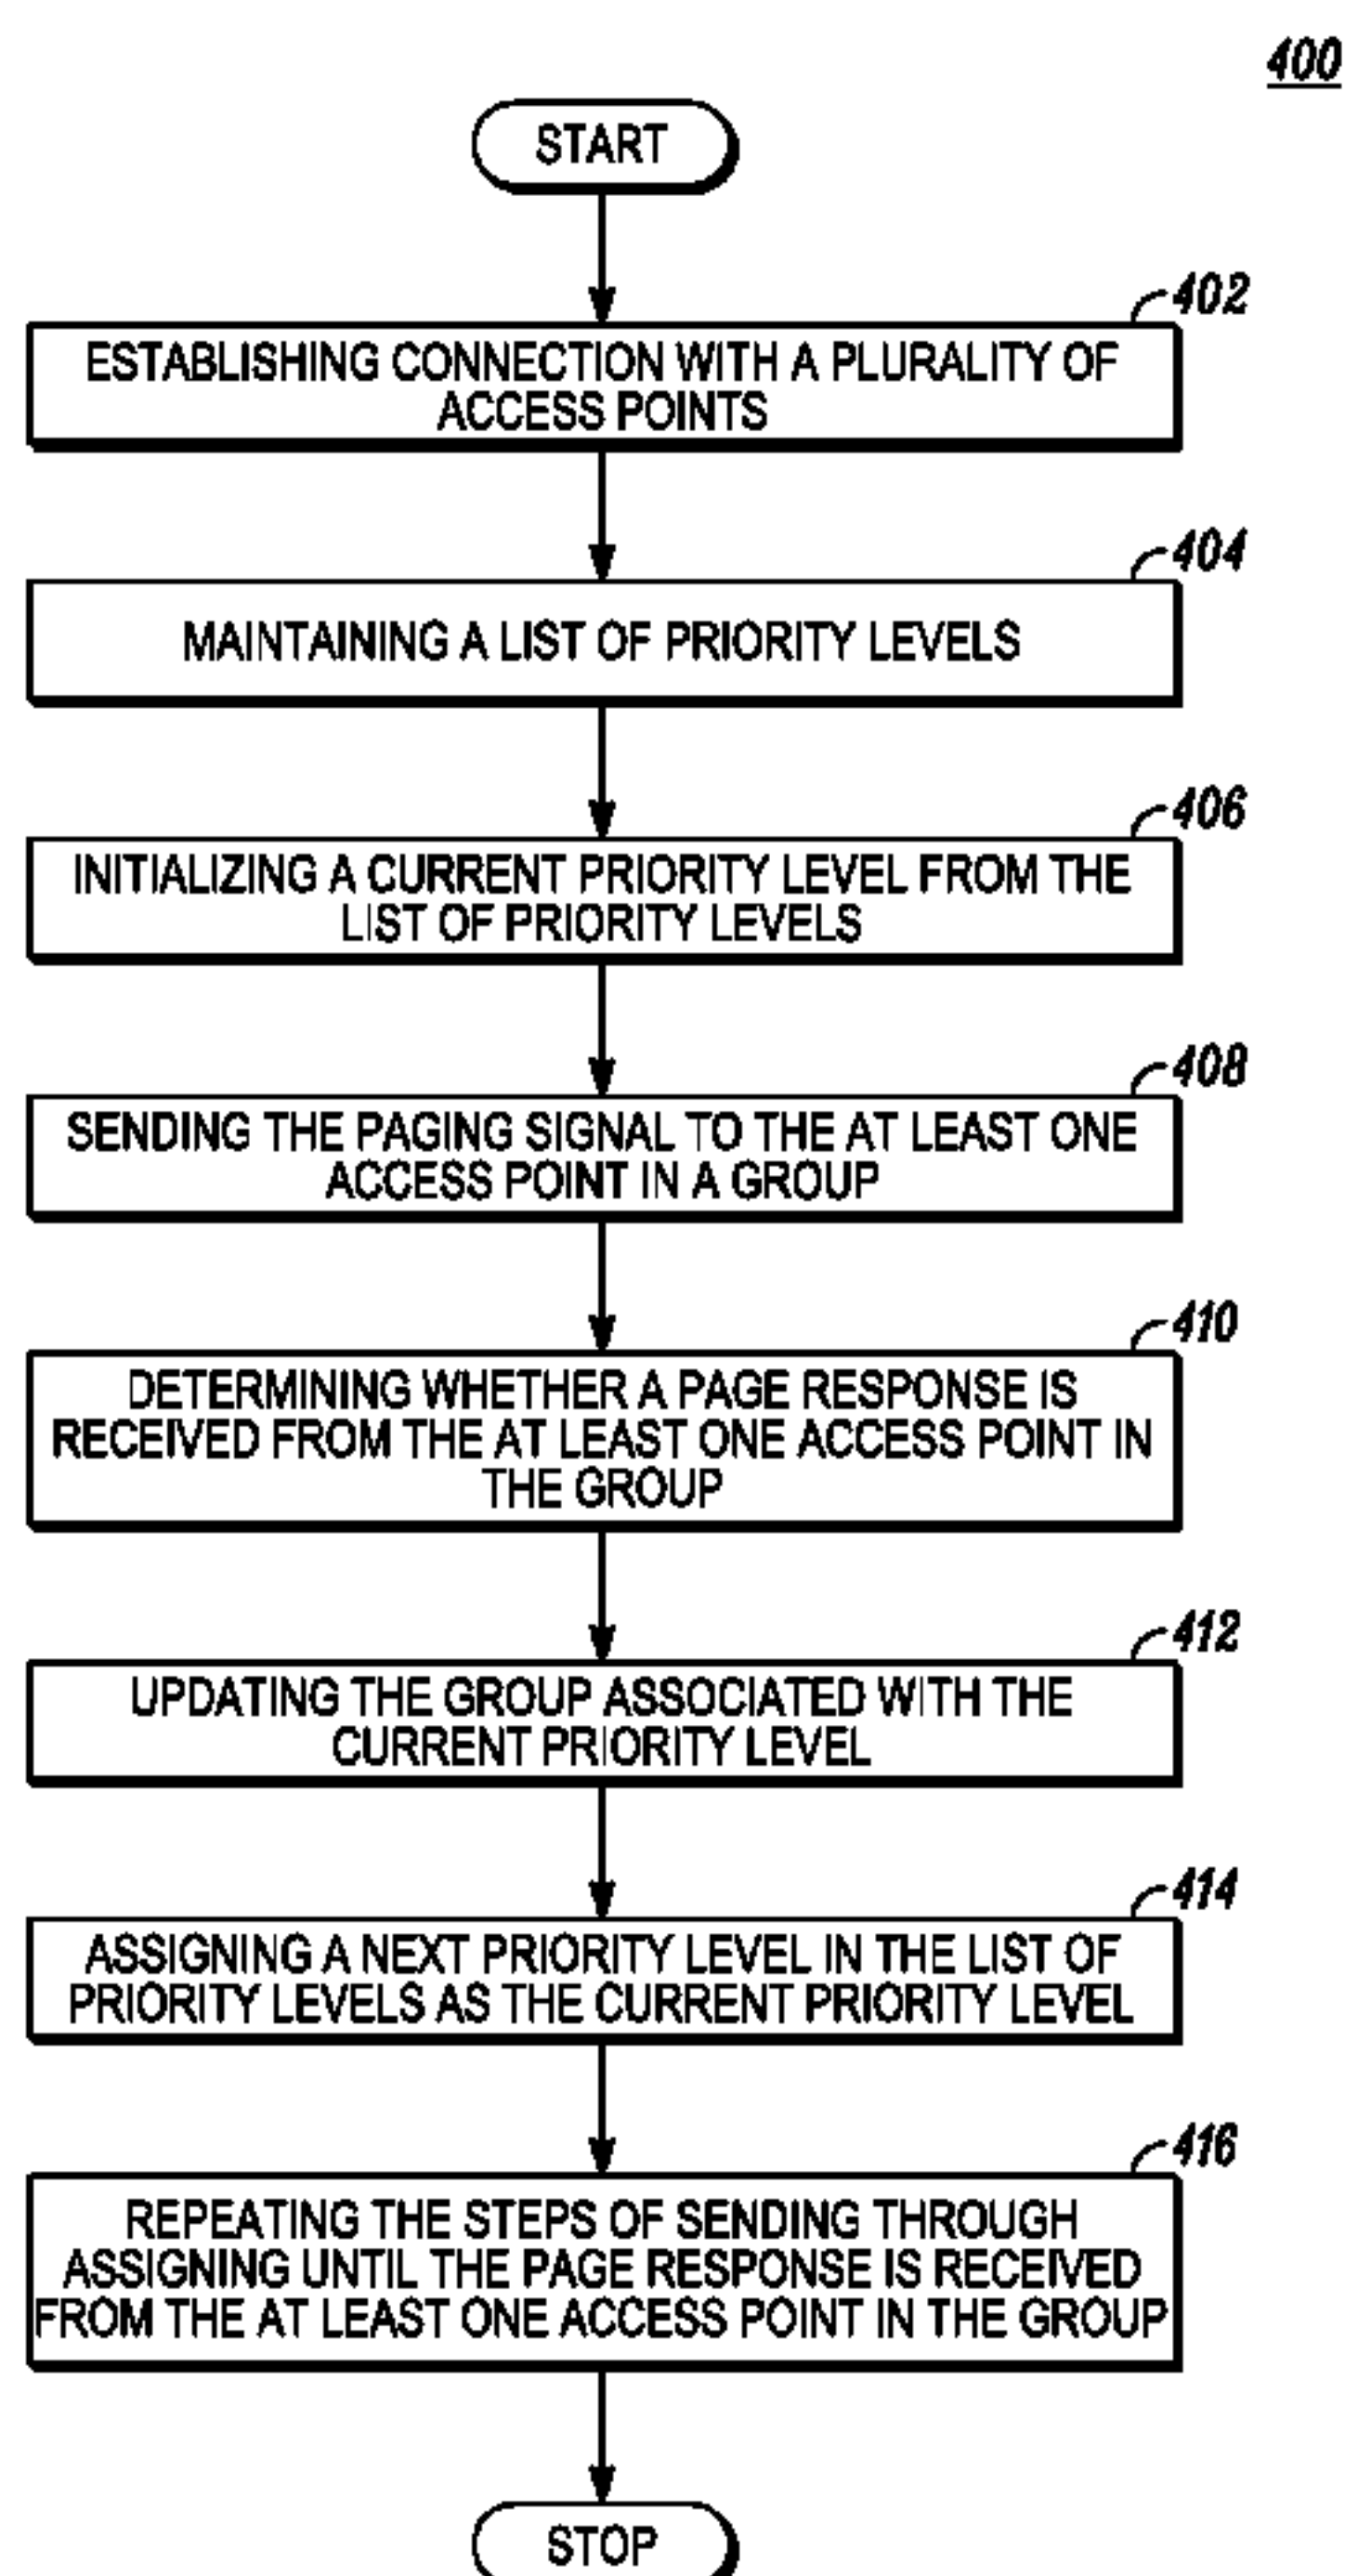 400
START
402
ESTABLISHING CONNECTION WITH A PLURALITY OF
ACCESS POINTS
404
MAINTAINING A LIST OF PRIORITY LEVELS
406
INITIALIZING A CURRENT PRIORITY LEVEL FROM THE
LIST OF PRIORITY LEVELS
408
SENDING THE PAGING SIGNAL TO THE AT LEAST ONE
ACCESS POINT IN A GROUP
410
DETERMINING WHETHER A PAGE RESPONSE IS
RECEIVED FROM THE AT LEAST ONE ACCESS POINT IN
THE GROUP
412
UPDATING THE GROUP ASSOCIATED WITH THE
CURRENT PRIORITY LEVEL
414
ASSIGNING A NEXT PRIORITY LEVEL IN THE LIST OF
PRIORITY LEVELS AS THE CURRENT PRIORITY LEVEL
416
REPEATING THE STEPS OF SENDING THROUGH
ASSIGNING UNTIL THE PAGE RESPONSE IS RECEIVED
FROM THE AT LEAST ONE ACCESS POINT IN THE GROUP
STOP